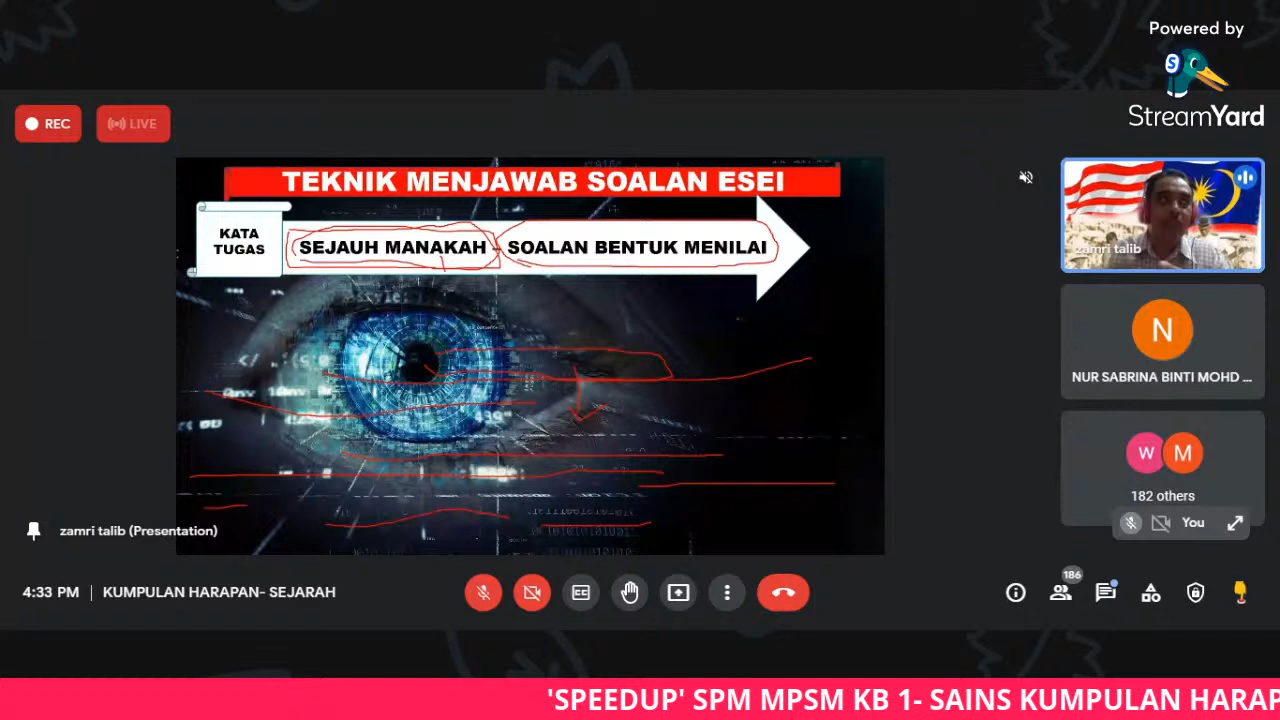 Powered by
StreamYard
REC
LIVE
TEKNIK MENJAWAB SOALAN ESEI
KATA
TUGAS
SEJAUH MANAKAH - SOALAN BENTUK MENILAI
zamri talib
N
NUR SABRINA BINTI MOHD ...
W
M
182 others
You
zamri talib (Presentation)
4:33 PM
KUMPULAN HARAPAN- SEJARAH
186
'SPEEDUP' SPM MPSM KB 1- SAINS KUMPULAN HARAP